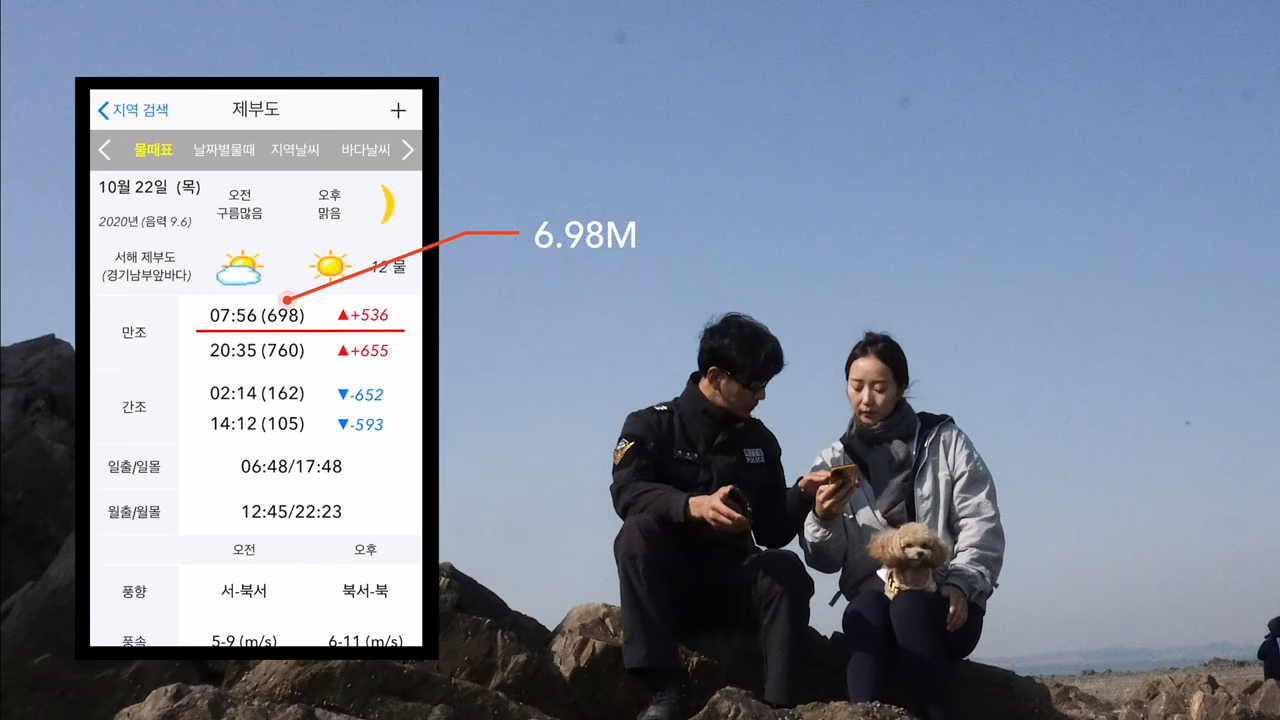 지역 검색 제부도 +
물때표 날짜별물때 지역날씨 바다날씨
10월 22일 (목) 오전 오후
구름많음 맑음
2020년 (음력 9.6)
서해 제부도
(경기남부앞바다) 12 물
6.98M
만조 07:56 (698) ▲+536
20:35 (760) ▲+655
간조 02:14 (162) ▼-652
14:12 (105) ▼-593
일출/일몰 06:48/17:48
월출/월몰 12:45/22:23
오전 오후
풍향 서-북서 북서-북
풍속 5-9 (m/s) 6-11 (m/s)
POLICE